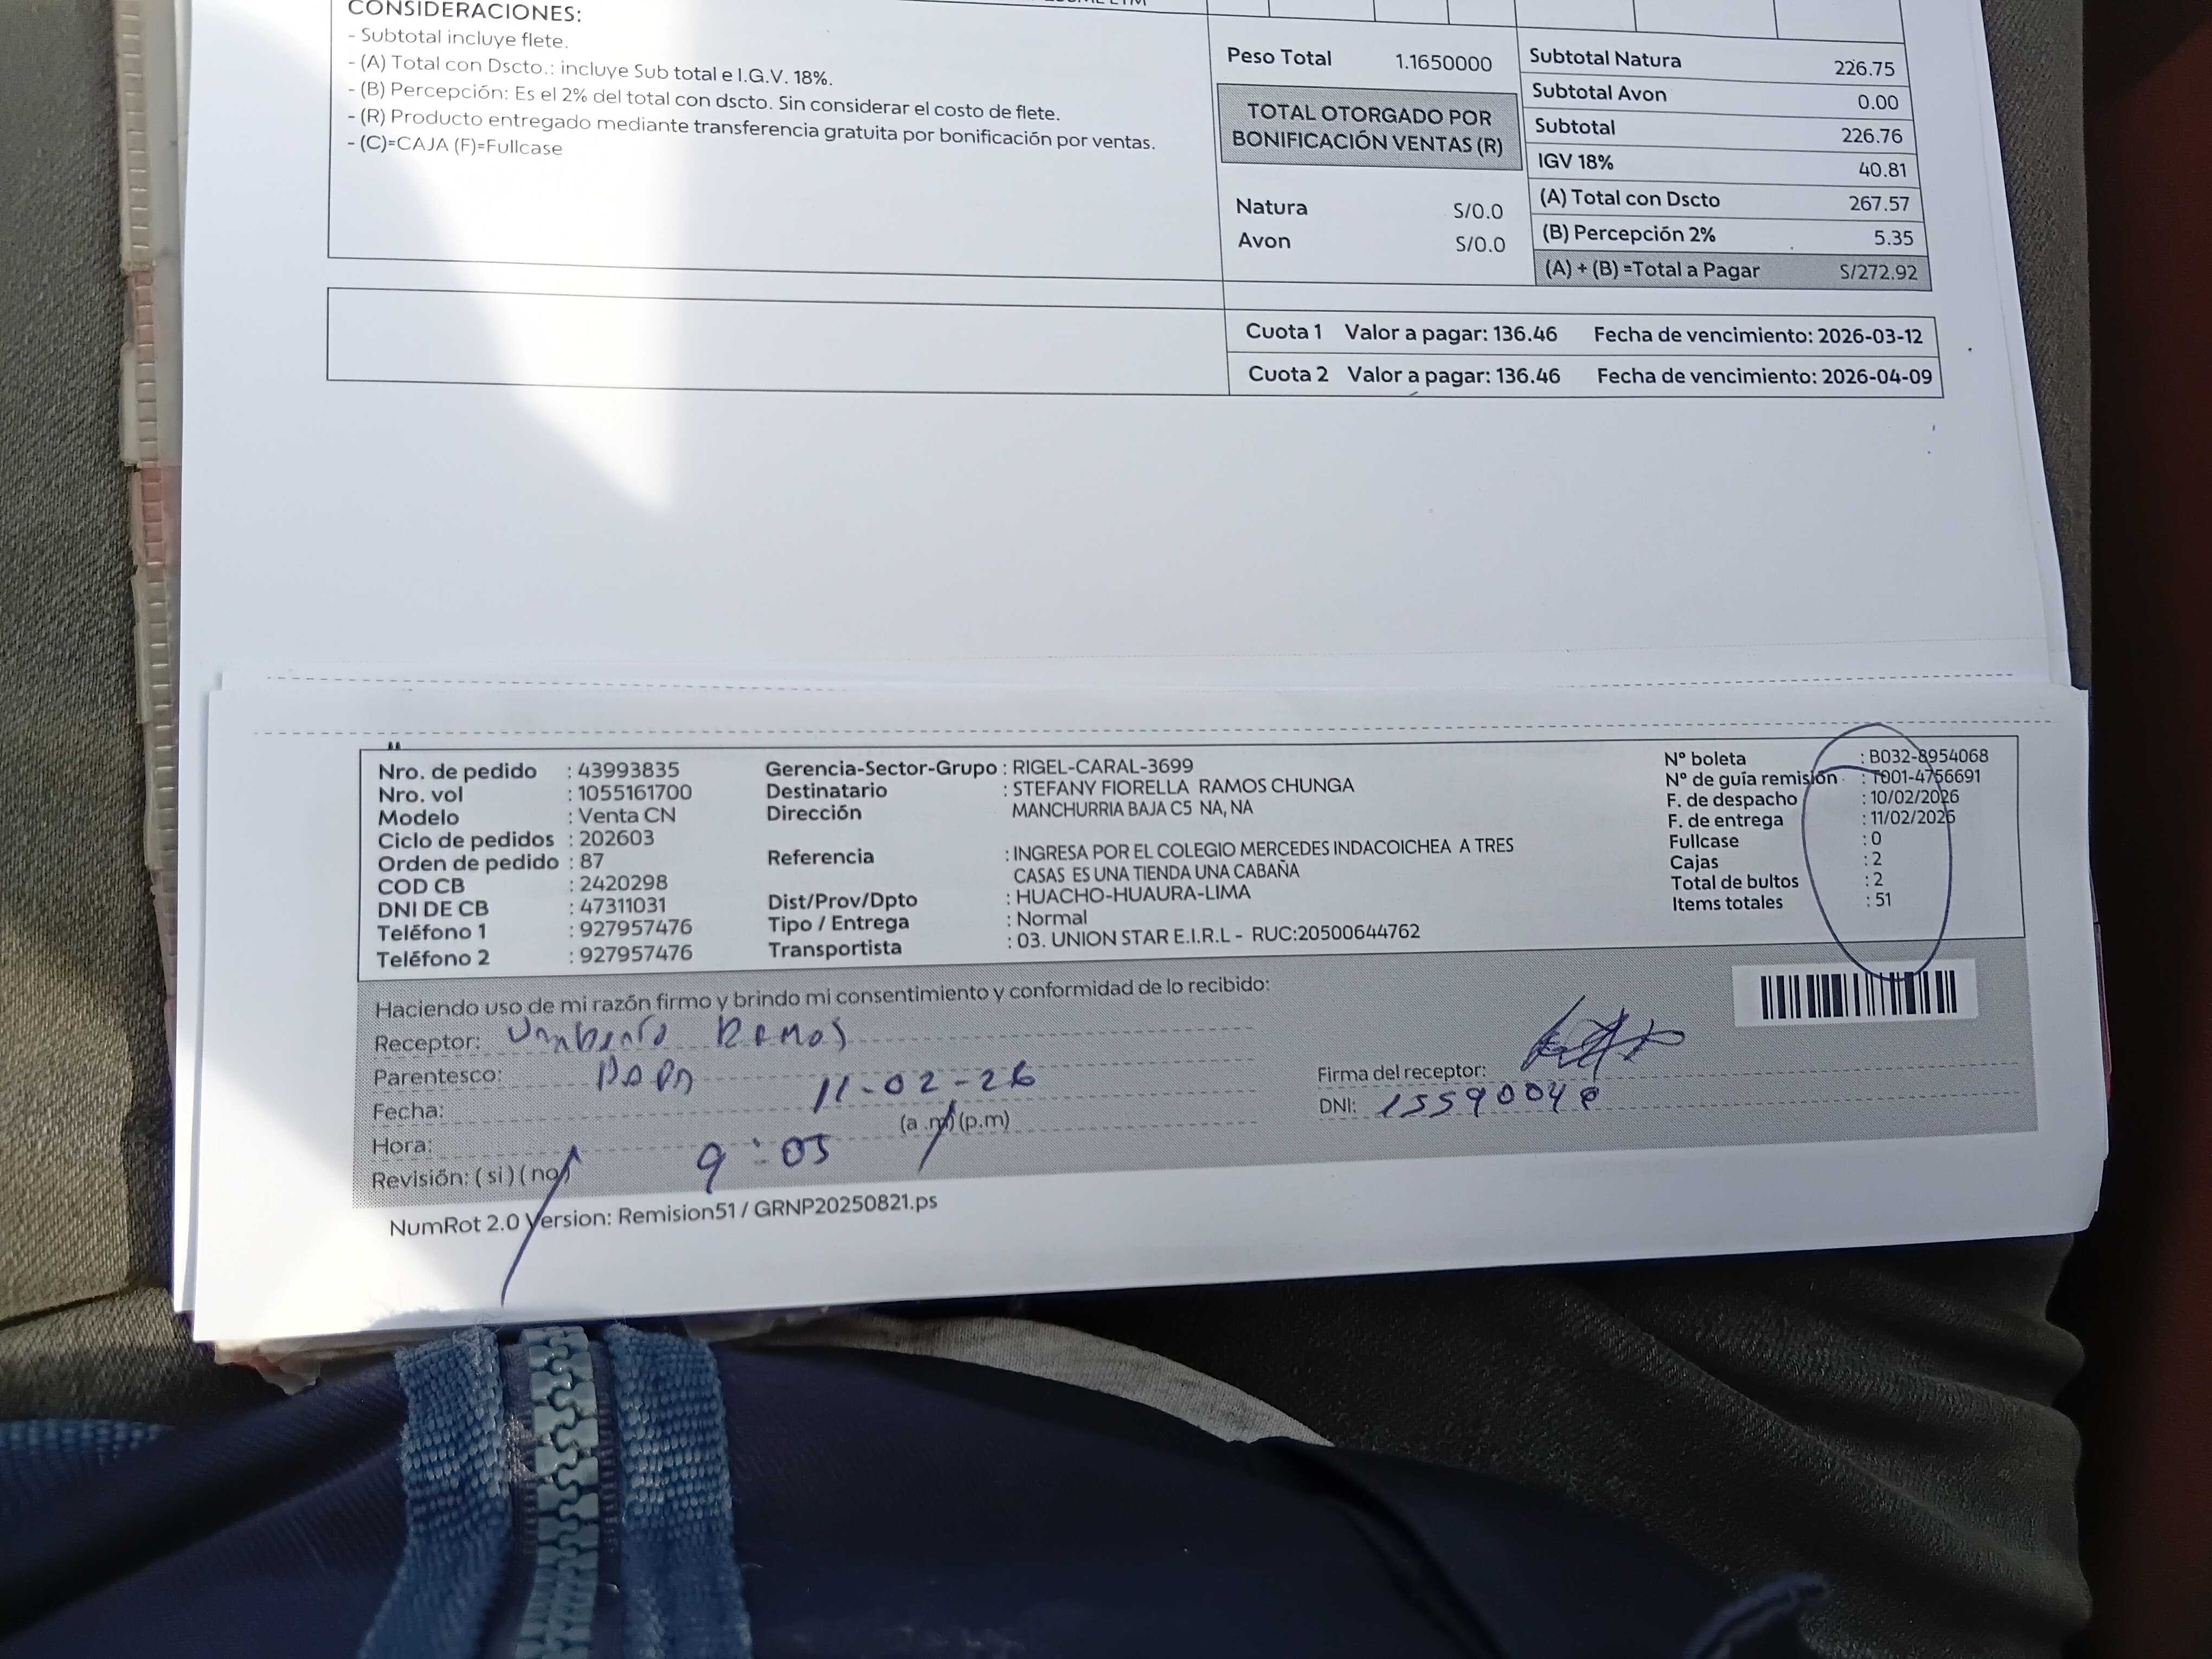 CONSIDERACIONES:
- Subtotal incluye flete.
- (A) Total con Dscto.: incluye Sub total e I.G.V. 18%.
- (B) Percepción: Es el 2% del total con dscto. Sin considerar el costo de flete.
- (R) Producto entregado mediante transferencia gratuita por bonificación por ventas.
- (C)=CAJA (F)=Fullcase
Peso Total 1.1650000
TOTAL OTORGADO POR
BONIFICACIÓN VENTAS (R)
Natura S/0.0
Avon S/0.0
Subtotal Natura 226.75
Subtotal Avon 0.00
Subtotal 226.76
IGV 18% 40.81
(A) Total con Dscto 267.57
(B) Percepción 2% 5.35
(A) + (B) =Total a Pagar S/272.92
Cuota 1 Valor a pagar: 136.46 Fecha de vencimiento: 2026-03-12
Cuota 2 Valor a pagar: 136.46 Fecha de vencimiento: 2026-04-09
Nro. de pedido : 43993835
Nro. vol : 1055161700
Modelo : Venta CN
Ciclo de pedidos : 202603
Orden de pedido : 87
COD CB : 2420298
DNI DE CB : 47311031
Teléfono 1 : 927957476
Teléfono 2 : 927957476
Gerencia-Sector-Grupo : RIGEL-CARAL-3699
Destinatario : STEFANY FIORELLA RAMOS CHUNGA
Dirección MANCHURRIA BAJA C5 NA, NA
Referencia : INGRESA POR EL COLEGIO MERCEDES INDACOICHEA A TRES
CASAS ES UNA TIENDA UNA CABAÑA
Dist/Prov/Dpto : HUACHO-HUAURA-LIMA
Tipo / Entrega : Normal
Transportista : 03. UNION STAR E.I.R.L - RUC:20500644762
Nº boleta : B032-8954068
Nº de guía remisión : T001-4756691
F. de despacho : 10/02/2026
F. de entrega : 11/02/2026
Fullcase : 0
Cajas : 2
Total de bultos : 2
Items totales : 51
Haciendo uso de mi razón firmo y brindo mi consentimiento y conformidad de lo recibido:
Receptor: Umberto Ramos
Parentesco: PAPA
Fecha: 11-02-26
Hora: 9:05 (a.m) (p.m)
Revisión: (si) (no)
Firma del receptor:
DNI: 15590048
NumRot 2.0 Version: Remision51 / GRNP20250821.ps